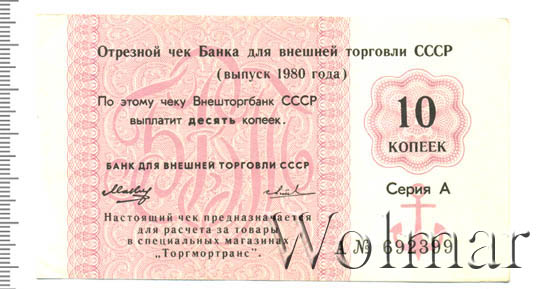 Отрезной чек Банка для внешней торговли СССР
(выпуск 1980 года)
По этому чеку Внешторгбанк СССР
выплатит десять копеек.
10
КОПЕЕК
БАНК ДЛЯ ВНЕШНЕЙ ТОРГОВЛИ СССР
Серия А
Настоящий чек предназначается
для расчета за товары
в специальных магазинах
"Торгмортранс".
А № 692399
Wolmar